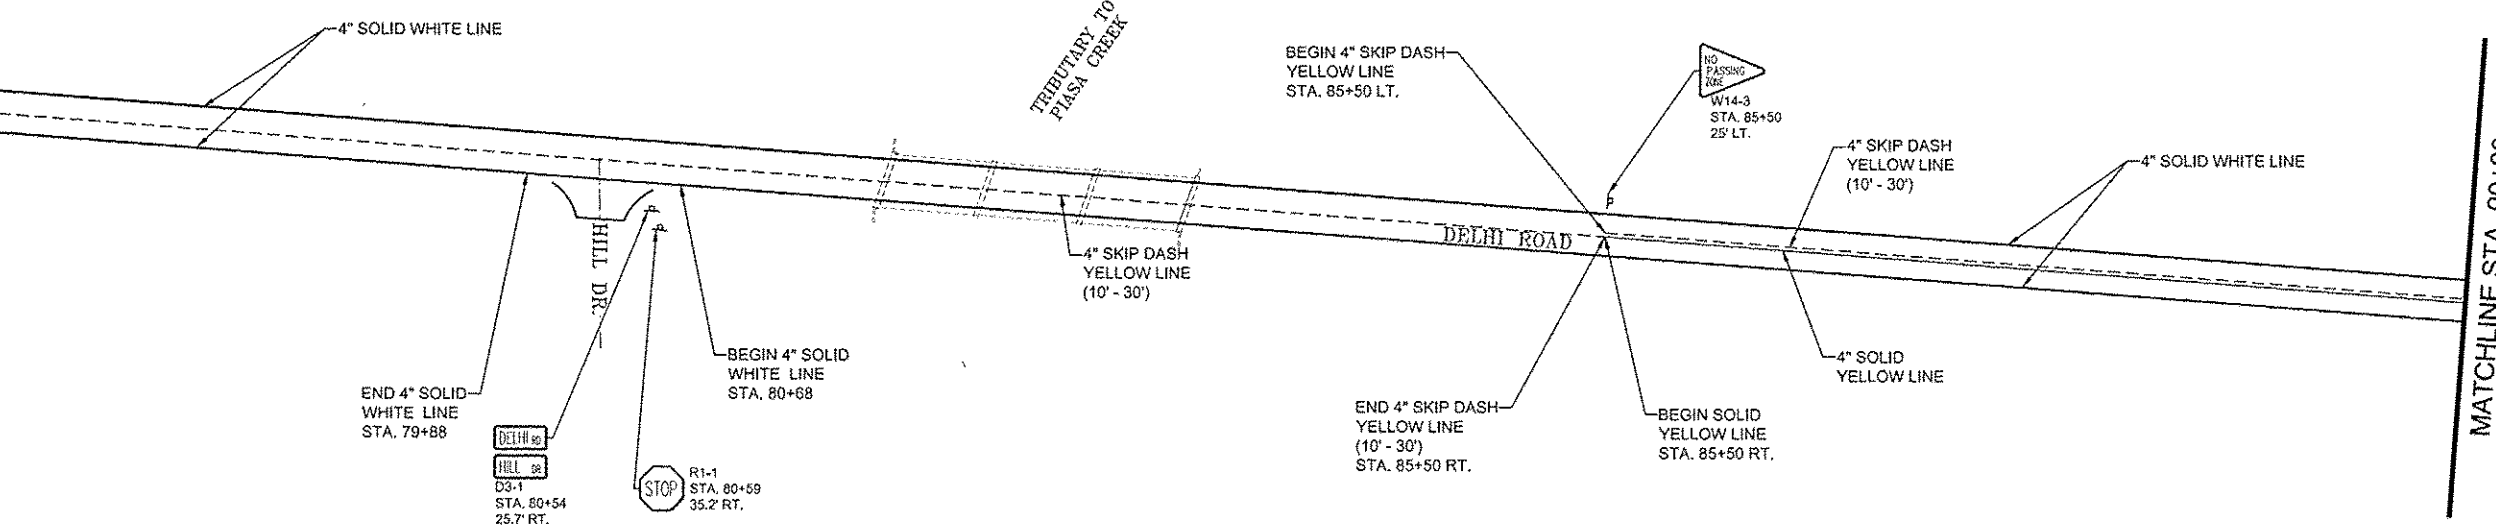 4" SOLID WHITE LINE
TRIBUTARY TO
PIASA CREEK
BEGIN 4" SKIP DASH
YELLOW LINE
STA. 85+50 LT.
NO
PASSING
ZONE
W14-3
STA. 85+50
25' LT.
4" SKIP DASH
YELLOW LINE
(10' - 30')
4" SOLID WHITE LINE
DELHI ROAD
HILL DR.
4" SKIP DASH
YELLOW LINE
(10' - 30')
END 4" SOLID
WHITE LINE
STA. 79+88
BEGIN 4" SOLID
WHITE LINE
STA. 80+68
DELHI RD
HILL DR
D3-1
STA. 80+54
25.7' RT.
STOP
R1-1
STA. 80+59
35.2' RT.
END 4" SKIP DASH
YELLOW LINE
(10' - 30')
STA. 85+50 RT.
BEGIN SOLID
YELLOW LINE
STA. 85+50 RT.
4" SOLID
YELLOW LINE
MATCHLINE STA.